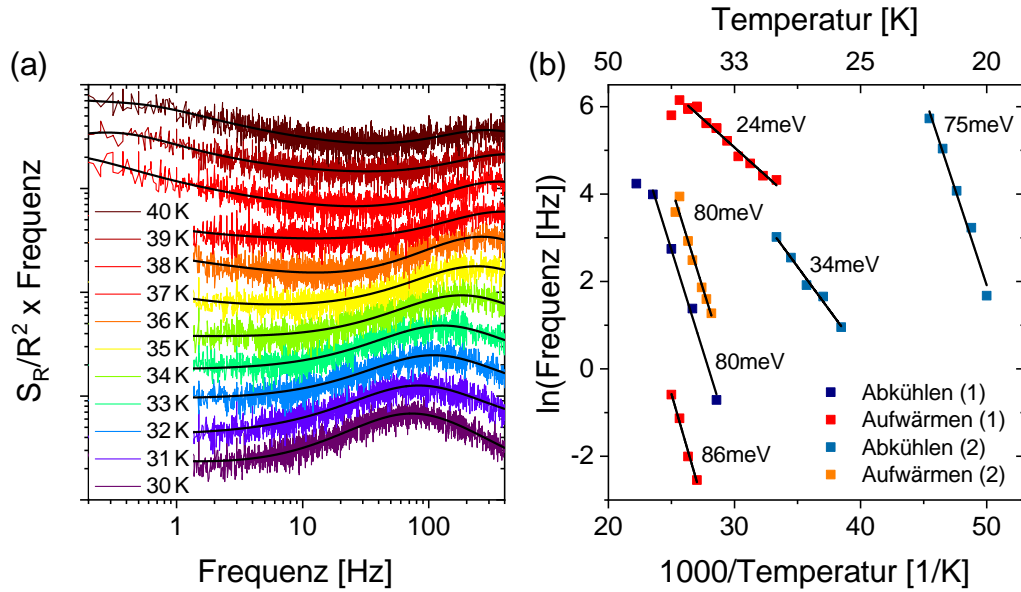 (a)
S_R/R² x Frequenz
40 K
39 K
38 K
37 K
36 K
35 K
34 K
33 K
32 K
31 K
30 K
1 10 100
Frequenz [Hz]
Temperatur [K]
(b)
50 33 25 20
ln(Frequenz [Hz])
6
4
2
0
-2
24meV
75meV
80meV
34meV
80meV
86meV
Abkühlen (1)
Aufwärmen (1)
Abkühlen (2)
Aufwärmen (2)
20 30 40 50
1000/Temperatur [1/K]